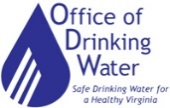 Office of
Drinking
Water
Safe Drinking Water for
a Healthy Virginia